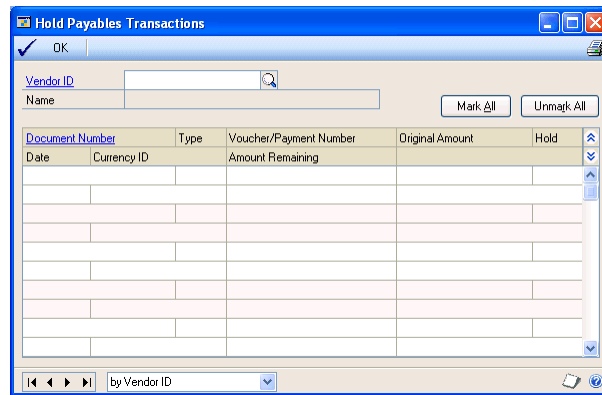 Hold Payables Transactions
OK
Vendor ID
Name
Mark All Unmark All
Document Number Type Voucher/Payment Number Original Amount Hold
Date Currency ID Amount Remaining
by Vendor ID